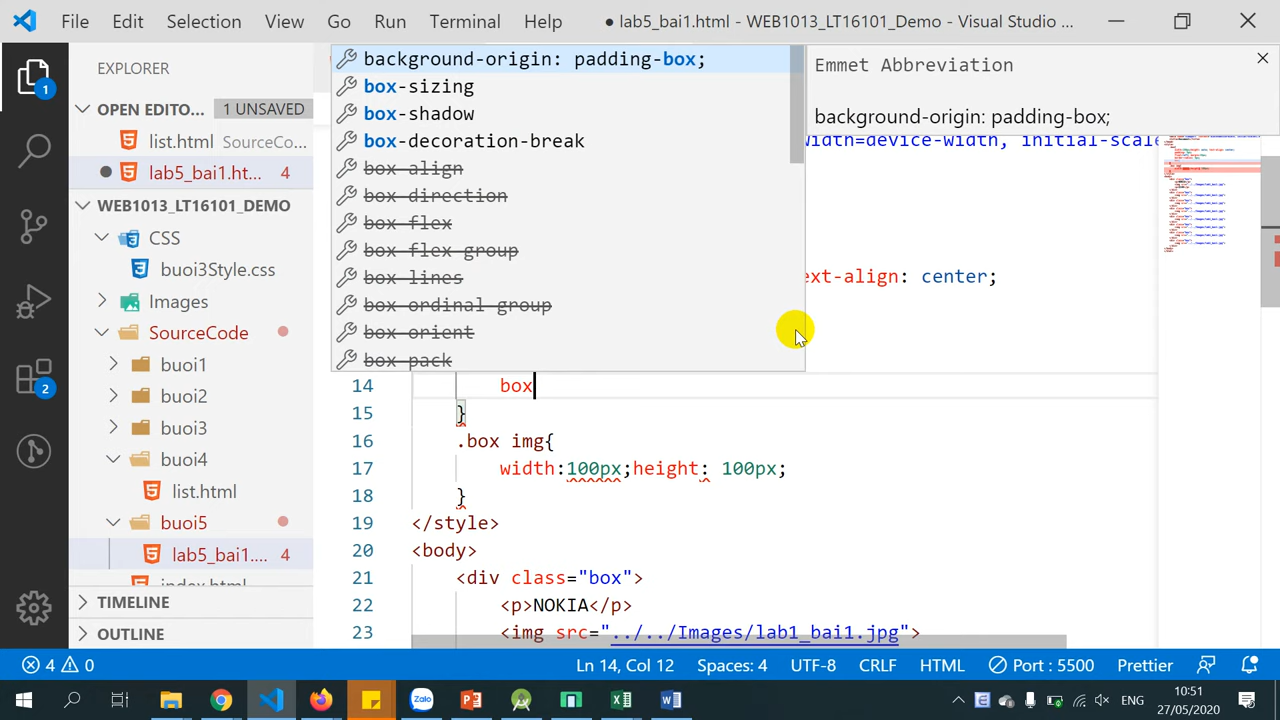 File Edit Selection View Go Run Terminal Help ● lab5_bai1.html - WEB1013_LT16101_Demo - Visual Studio ...
EXPLORER
OPEN EDITO... 1 UNSAVED
list.html SourceCo...
lab5_bai1.ht... 4
WEB1013_LT16101_DEMO
CSS
buoi3Style.css
Images
SourceCode
buoi1
buoi2
buoi3
buoi4
list.html
buoi5
lab5_bai1.... 4
index.html
TIMELINE
OUTLINE
1
2
background-origin: padding-box;
box-sizing
box-shadow
box-decoration-break
box-align
box-direction
box-flex
box-flex-group
box-lines
box-ordinal-group
box-orient
box-pack
Emmet Abbreviation
background-origin: padding-box;
width=device-width, initial-scale
ext-align: center;
14 box
15 }
16 .box img{
17 width:100px;height: 100px;
18 }
19 </style>
20 <body>
21 <div class="box">
22 <p>NOKIA</p>
23 <img src="../../Images/lab1_bai1.jpg">
4 0 Ln 14, Col 12 Spaces: 4 UTF-8 CRLF HTML Port : 5500 Prettier
Zalo ENG 10:51
27/05/2020